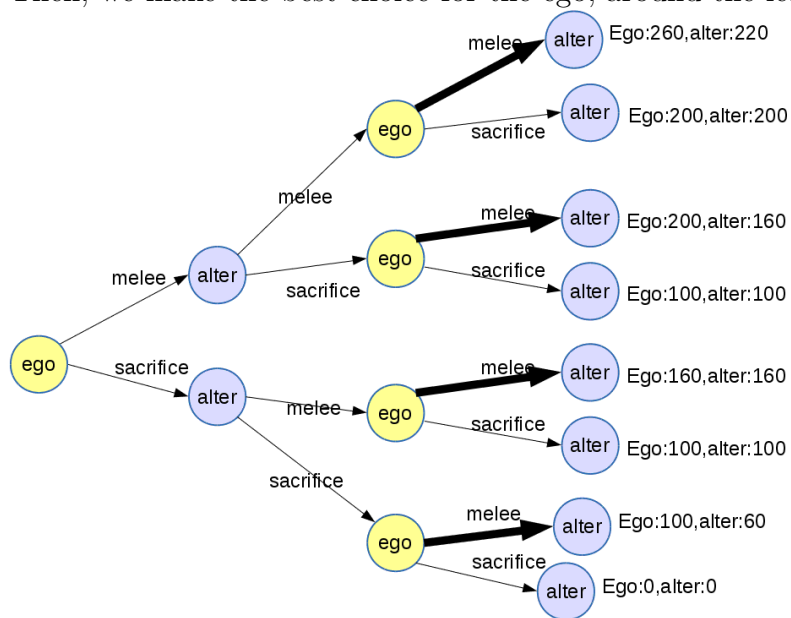 Then, we make the best choice for the ego, around the
melee
alter
Ego:260,alter:220
ego
sacrifice
alter
Ego:200,alter:200
melee
melee
alter
Ego:200,alter:160
melee
alter
ego
sacrifice
sacrifice
alter
Ego:100,alter:100
ego
sacrifice
alter
melee
ego
melee
alter
Ego:160,alter:160
sacrifice
alter
Ego:100,alter:100
sacrifice
ego
melee
alter
Ego:100,alter:60
sacrifice
alter
Ego:0,alter:0